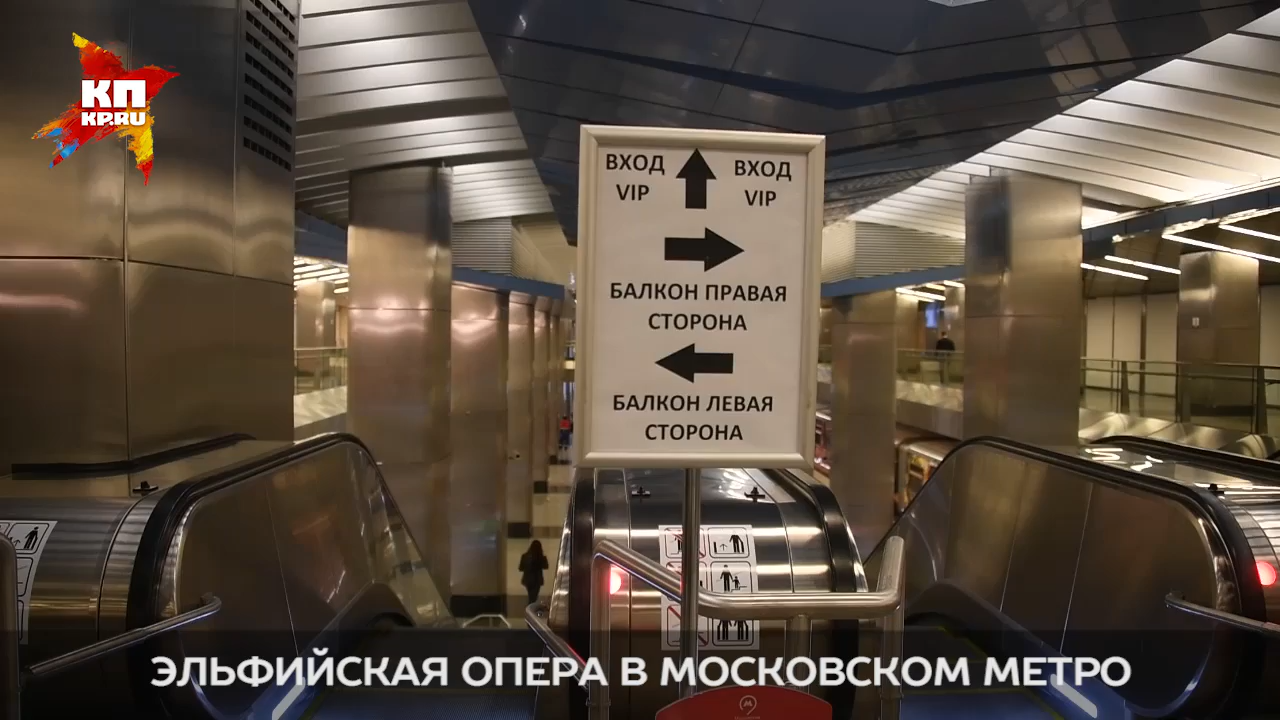 КП
KP.RU
ВХОД ВХОД
VIP VIP
БАЛКОН ПРАВАЯ
СТОРОНА
БАЛКОН ЛЕВАЯ
СТОРОНА
ЭЛЬФИЙСКАЯ ОПЕРА В МОСКОВСКОМ МЕТРО